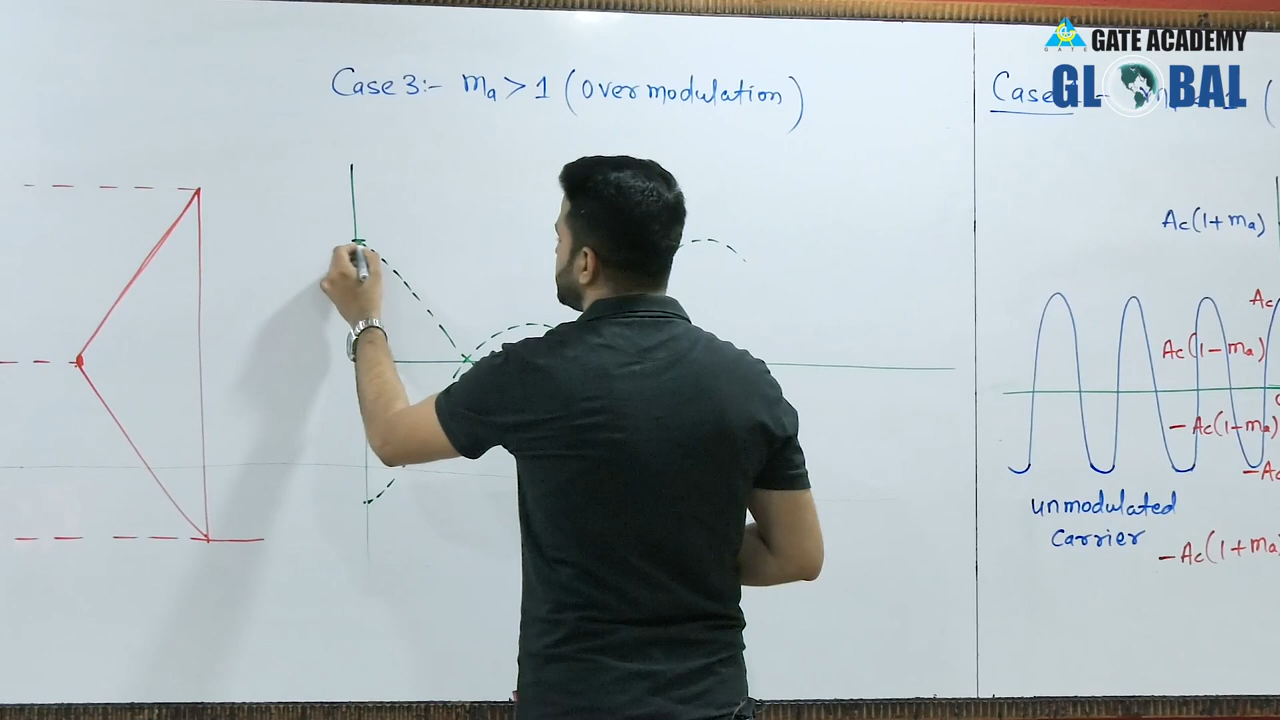 GATE
GATE ACADEMY
GLOBAL
Case 3:- ma > 1 (Over modulation)
Case
Ac(1+ma)
Ac
Ac(1-ma)
-Ac(1-ma)
-Ac
unmodulated
Carrier
-Ac(1+ma)